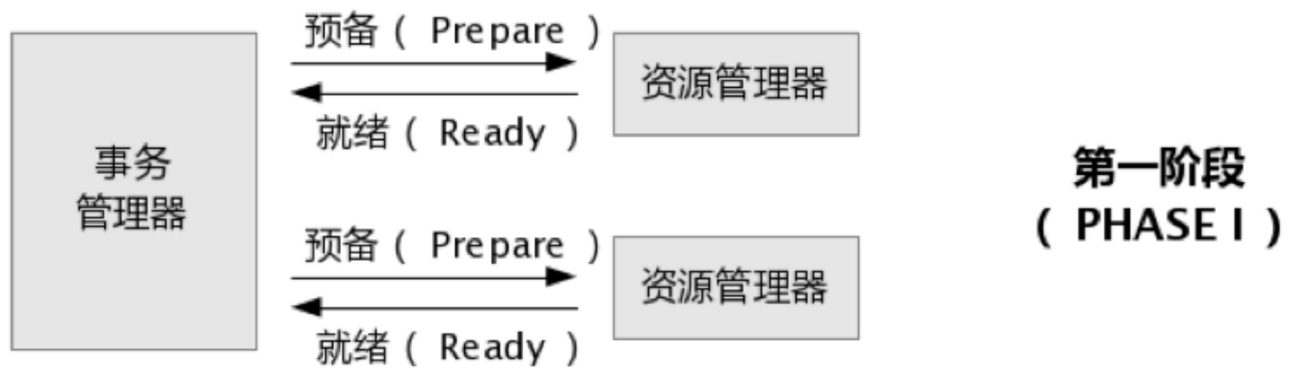 预备（ Prepare ）
资源管理器
就绪（ Ready ）
事务
管理器
第一阶段
（ PHASE I ）
预备（ Prepare ）
资源管理器
就绪（ Ready ）